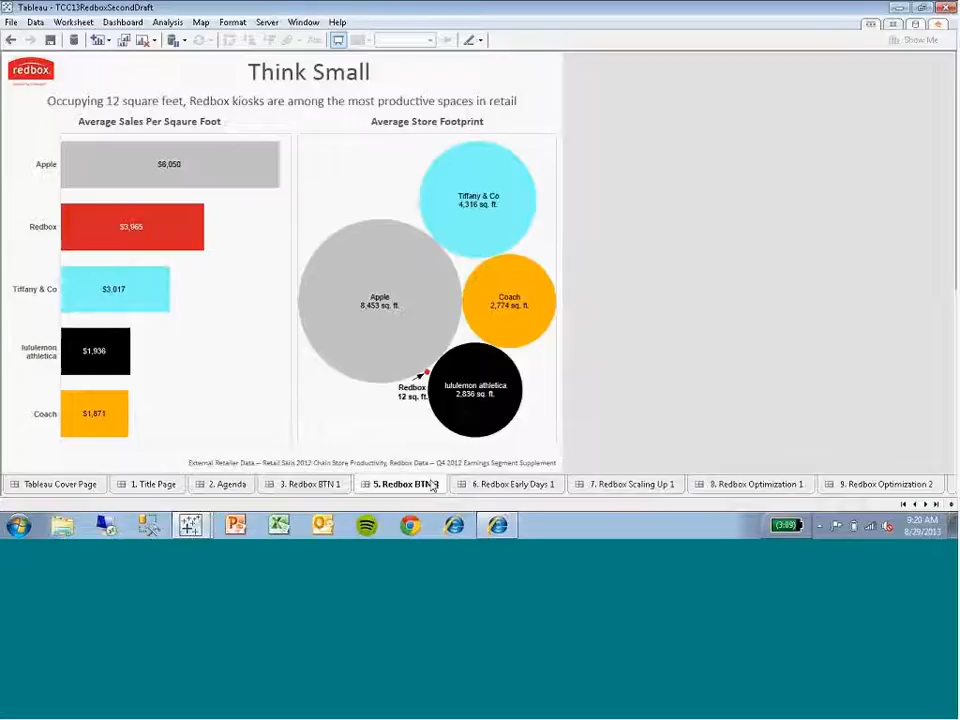 Tableau - TCC13RedboxSecondDraft
File Data Worksheet Dashboard Analysis Map Format Server Window Help
Show Me
redbox.
Think Small
Occupying 12 square feet, Redbox kiosks are among the most productive spaces in retail
Average Sales Per Sqaure Foot
Average Store Footprint
Apple
$6,050
Redbox
$3,965
Tiffany & Co
$3,017
lululemon
athletica
$1,936
Coach
$1,871
Tiffany & Co
4,316 sq. ft.
Apple
8,453 sq. ft.
Coach
2,774 sq. ft.
Redbox
12 sq. ft.
lululemon athletica
2,836 sq. ft.
External Retailer Data – Retail Sails 2012 Chain Store Productivity, Redbox Data – Q4 2012 Earnings Segment Supplement
Tableau Cover Page 1. Title Page 2. Agenda 3. Redbox BTN 1 5. Redbox BTN 3 6. Redbox Early Days 1 7. Redbox Scaling Up 1 8. Redbox Optimization 1 9. Redbox Optimization 2
(3:09)
9:20 AM
8/29/2013